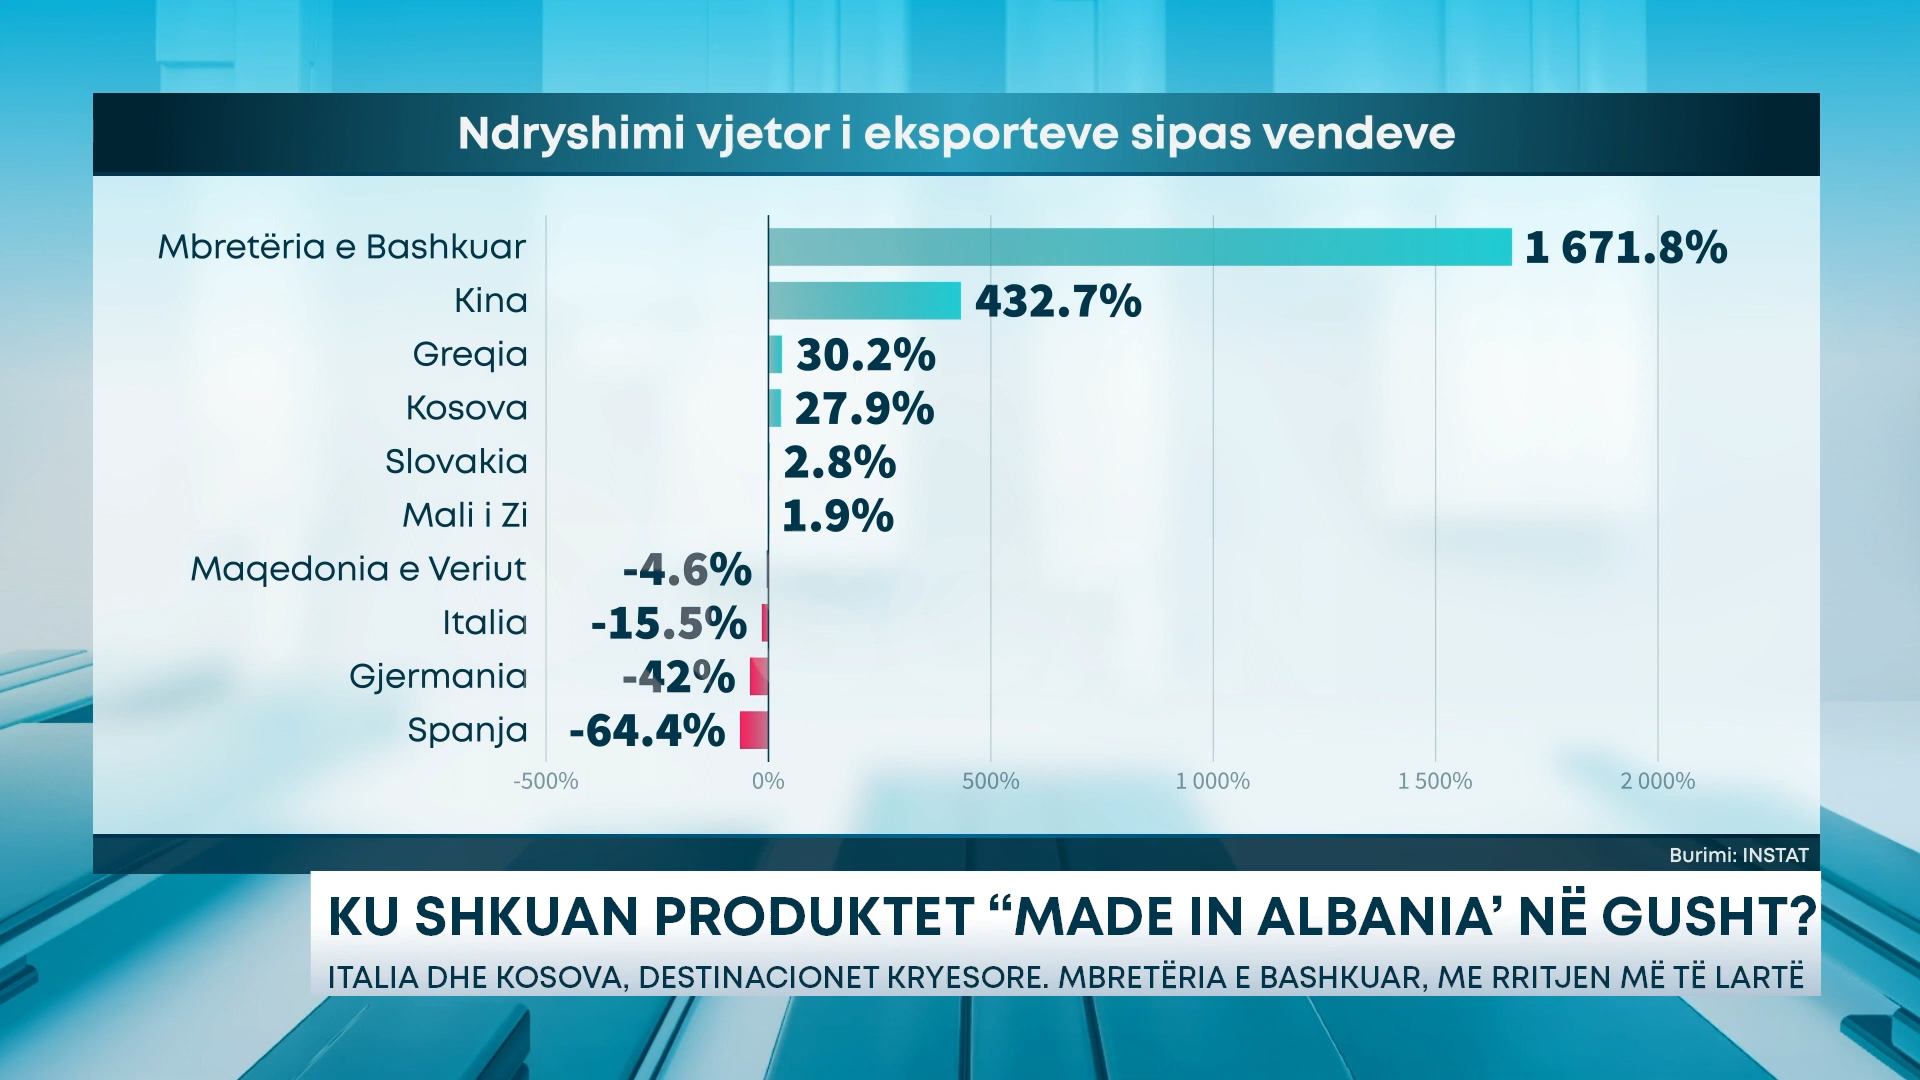 Ndryshimi vjetor i eksporteve sipas vendeve
Mbretëria e Bashkuar 1 671.8%
Kina 432.7%
Greqia 30.2%
Kosova 27.9%
Slovakia 2.8%
Mali i Zi 1.9%
Maqedonia e Veriut -4.6%
Italia -15.5%
Gjermania -42%
Spanja -64.4%
-500% 0% 500% 1 000% 1 500% 2 000%
Burimi: INSTAT
KU SHKUAN PRODUKTET “MADE IN ALBANIA’ NË GUSHT?
ITALIA DHE KOSOVA, DESTINACIONET KRYESORE. MBRETËRIA E BASHKUAR, ME RRITJEN MË TË LARTË